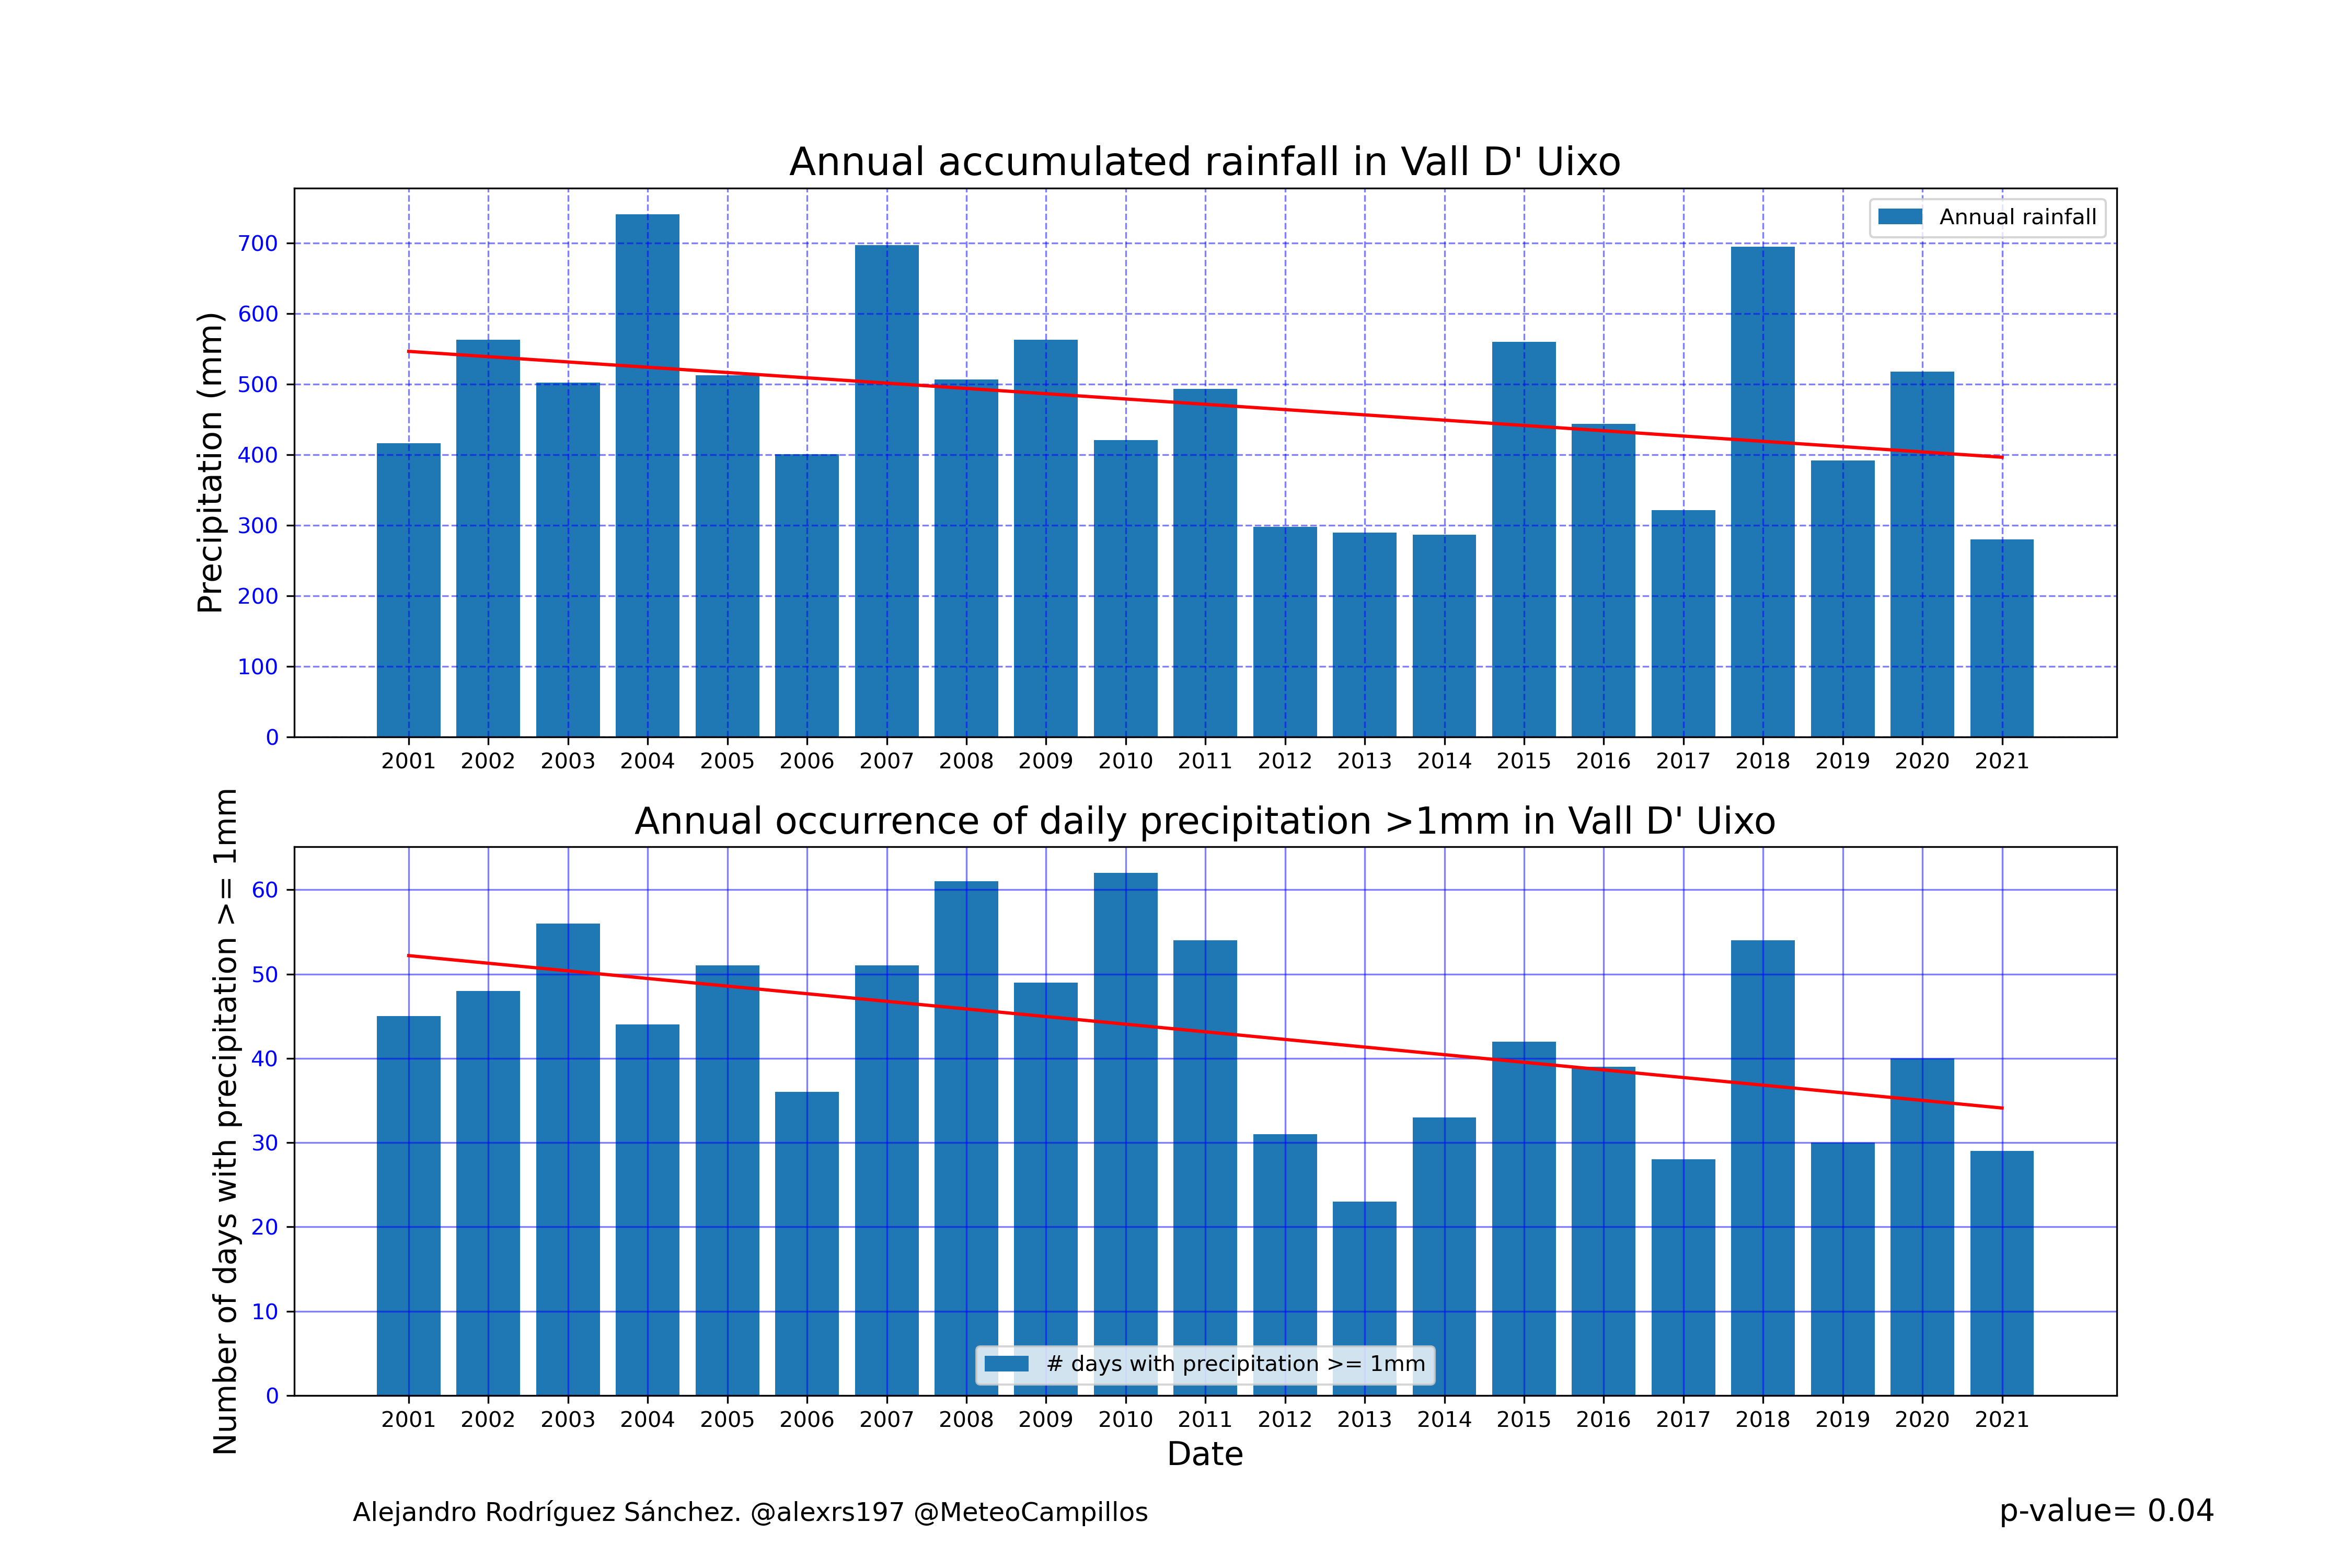 Annual accumulated rainfall in Vall D' Uixo
Precipitation (mm)
700
600
500
400
300
200
100
0
Annual rainfall
2001 2002 2003 2004 2005 2006 2007 2008 2009 2010 2011 2012 2013 2014 2015 2016 2017 2018 2019 2020 2021
Annual occurrence of daily precipitation >1mm in Vall D' Uixo
Number of days with precipitation >= 1mm
60
50
40
30
20
10
0
# days with precipitation >= 1mm
2001 2002 2003 2004 2005 2006 2007 2008 2009 2010 2011 2012 2013 2014 2015 2016 2017 2018 2019 2020 2021
Date
Alejandro Rodríguez Sánchez. @alexrs197 @MeteoCampillos
p-value= 0.04